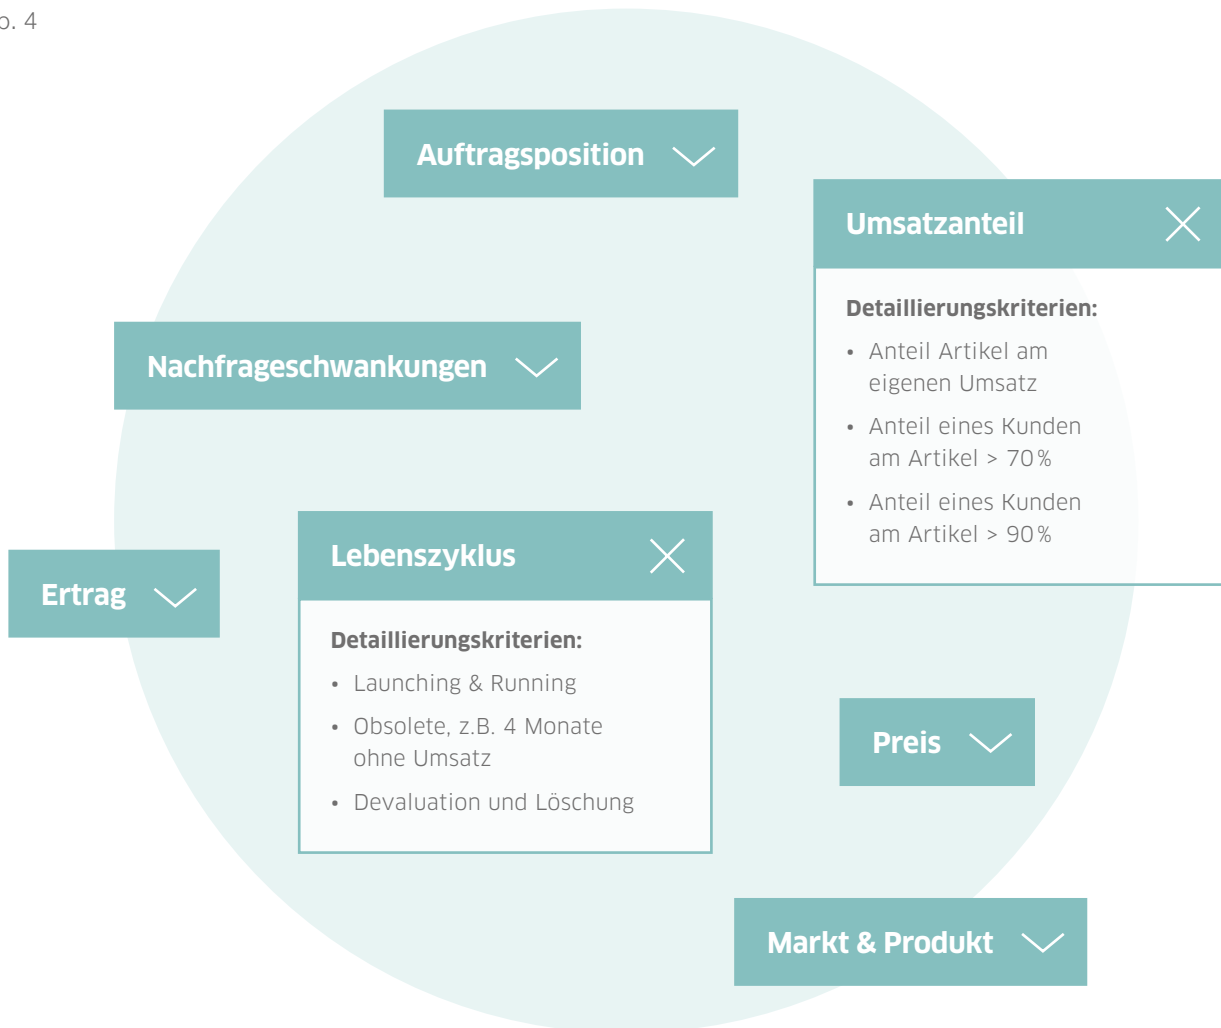 b. 4
Auftragsposition
Umsatzanteil
Detaillierungskriterien:
• Anteil Artikel am
eigenen Umsatz
• Anteil eines Kunden
am Artikel > 70 %
• Anteil eines Kunden
am Artikel > 90 %
Nachfrageschwankungen
Lebenszyklus
Detaillierungskriterien:
• Launching & Running
• Obsolete, z.B. 4 Monate
ohne Umsatz
• Devaluation und Löschung
Ertrag
Preis
Markt & Produkt